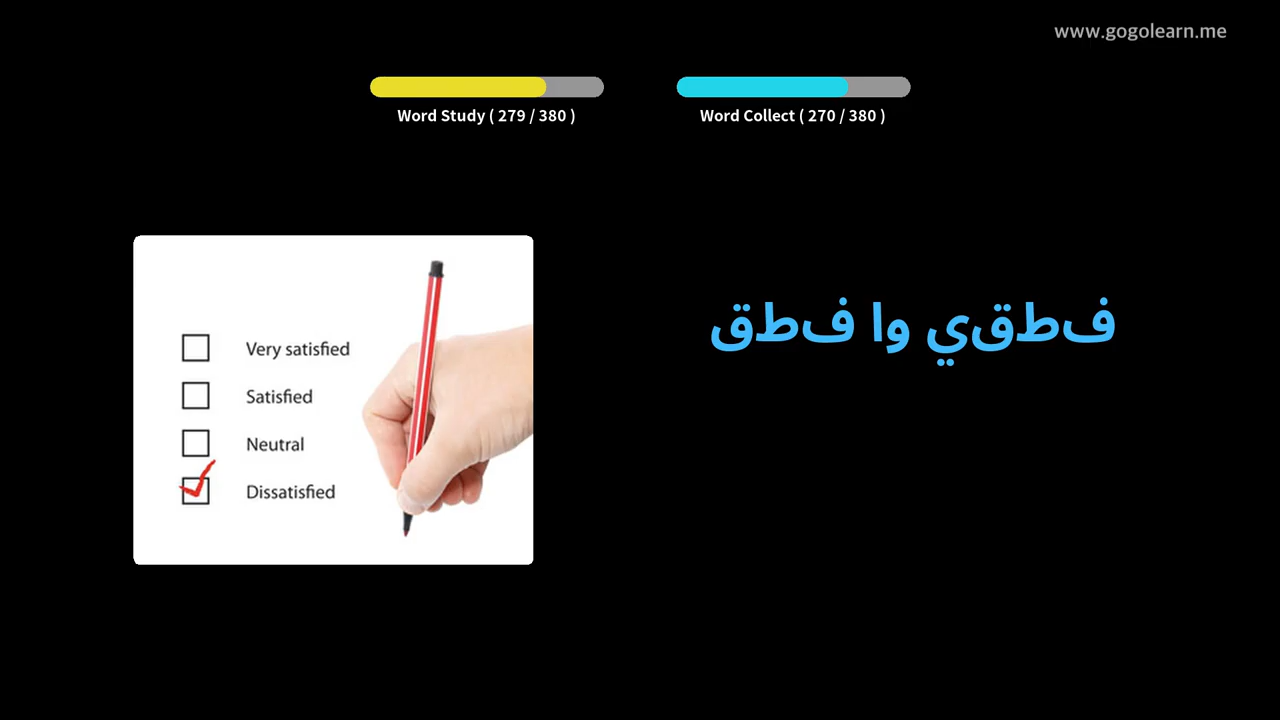 www.gogolearn.me
Word Study ( 279 / 380 )
Word Collect ( 270 / 380 )
فطقي وا فطق
Very satisfied
Satisfied
Neutral
Dissatisfied